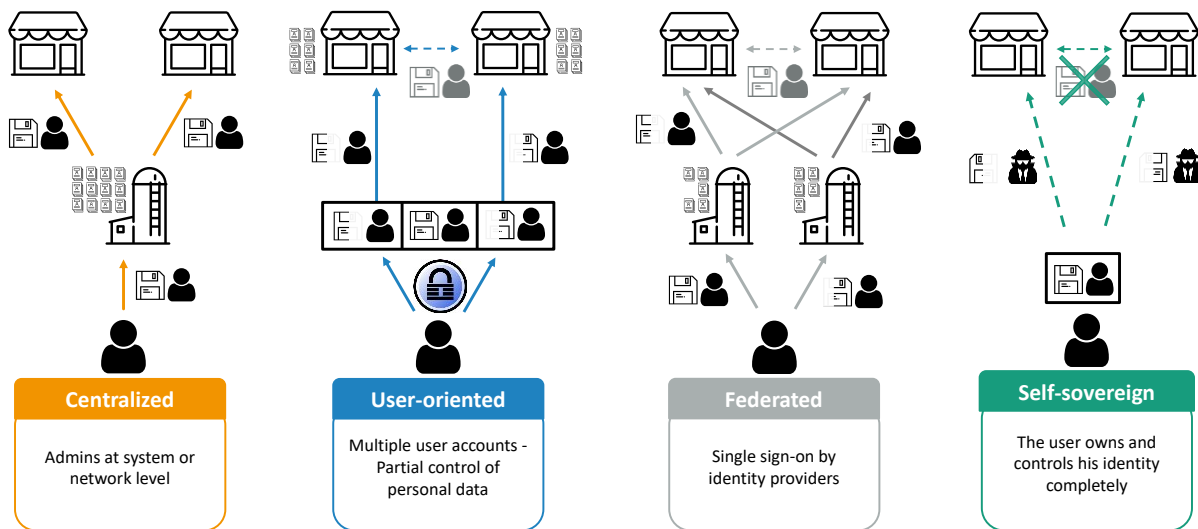 Centralized
Admins at system or
network level
User-oriented
Multiple user accounts -
Partial control of
personal data
Federated
Single sign-on by
identity providers
Self-sovereign
The user owns and
controls his identity
completely